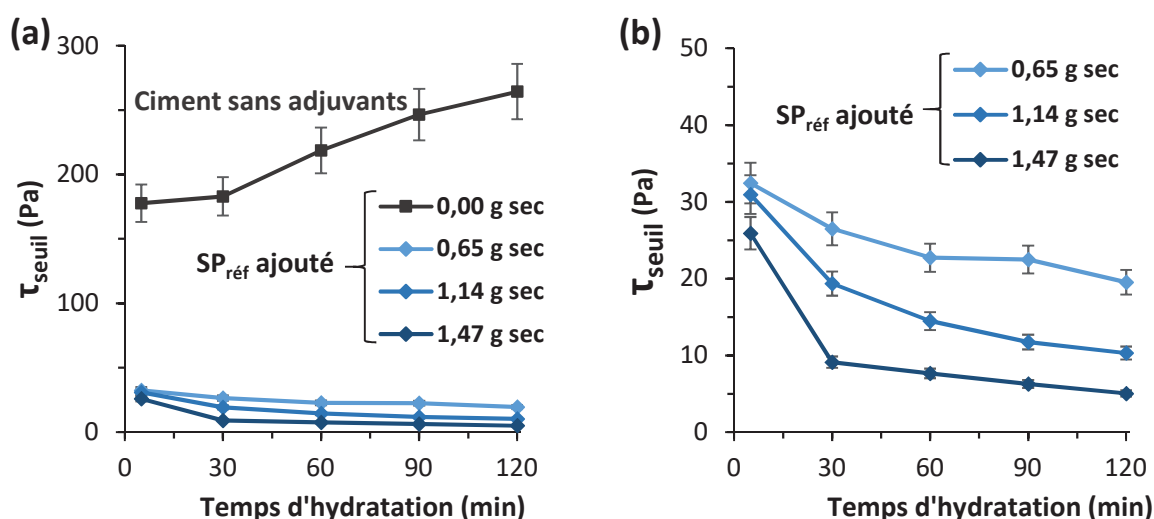 (a)
300
200
100
0
τseuil (Pa)
Ciment sans adjuvants
SPréf ajouté
0,00 g sec
0,65 g sec
1,14 g sec
1,47 g sec
0 30 60 90 120
Temps d'hydratation (min)
(b)
50
40
30
20
10
0
τseuil (Pa)
SPréf ajouté
0,65 g sec
1,14 g sec
1,47 g sec
0 30 60 90 120
Temps d'hydratation (min)